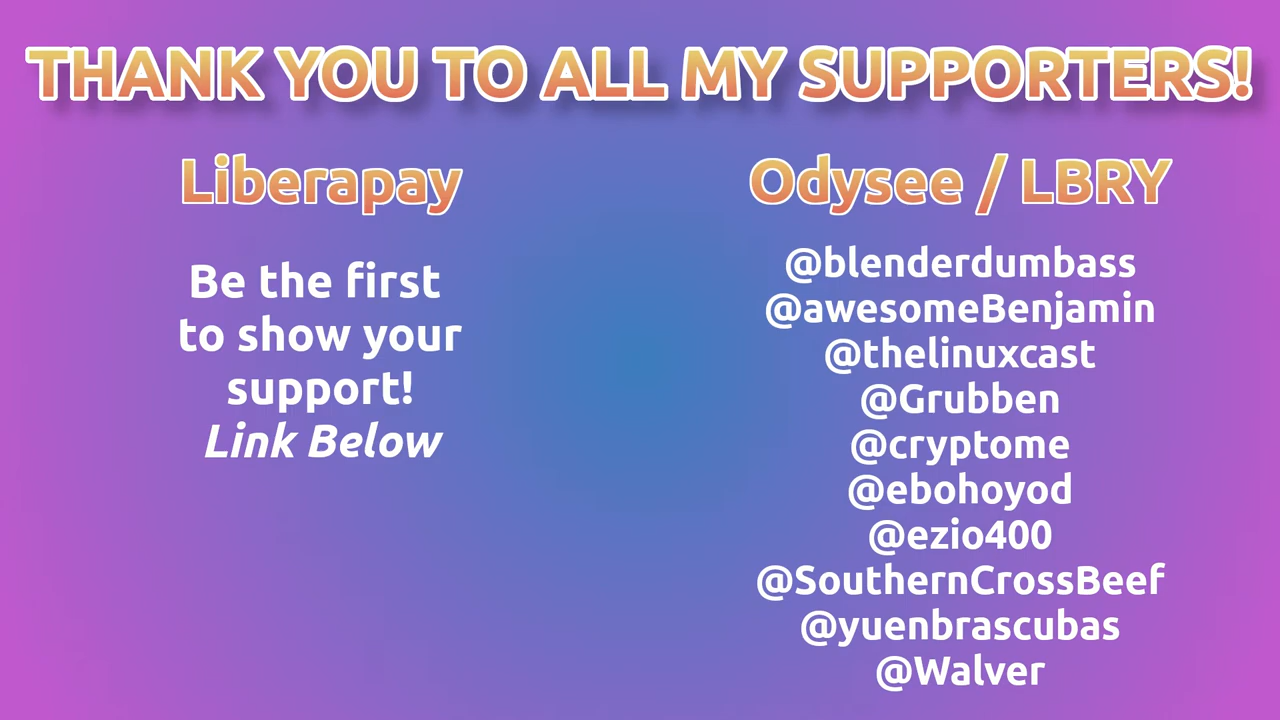 THANK YOU TO ALL MY SUPPORTERS!
Liberapay
Be the first
to show your
support!
Link Below
Odysee / LBRY
@blenderdumbass
@awesomeBenjamin
@thelinuxcast
@Grubben
@cryptome
@ebohoyod
@ezio400
@SouthernCrossBeef
@yuenbrascubas
@Walver